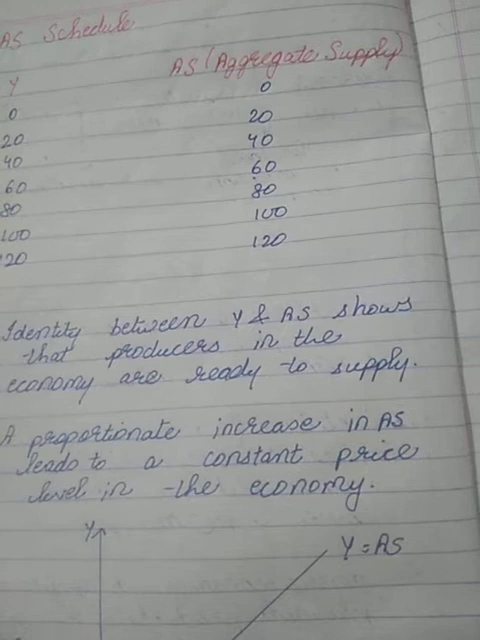 AS Schedule
Y AS (Aggregate Supply)
0 0
20 20
40 40
60 60
80 80
100 100
120 120
Identity between Y & AS shows
that producers in the
economy are ready to supply.
A proportionate increase in AS
leads to a constant price
level in the economy.
Y
Y = AS